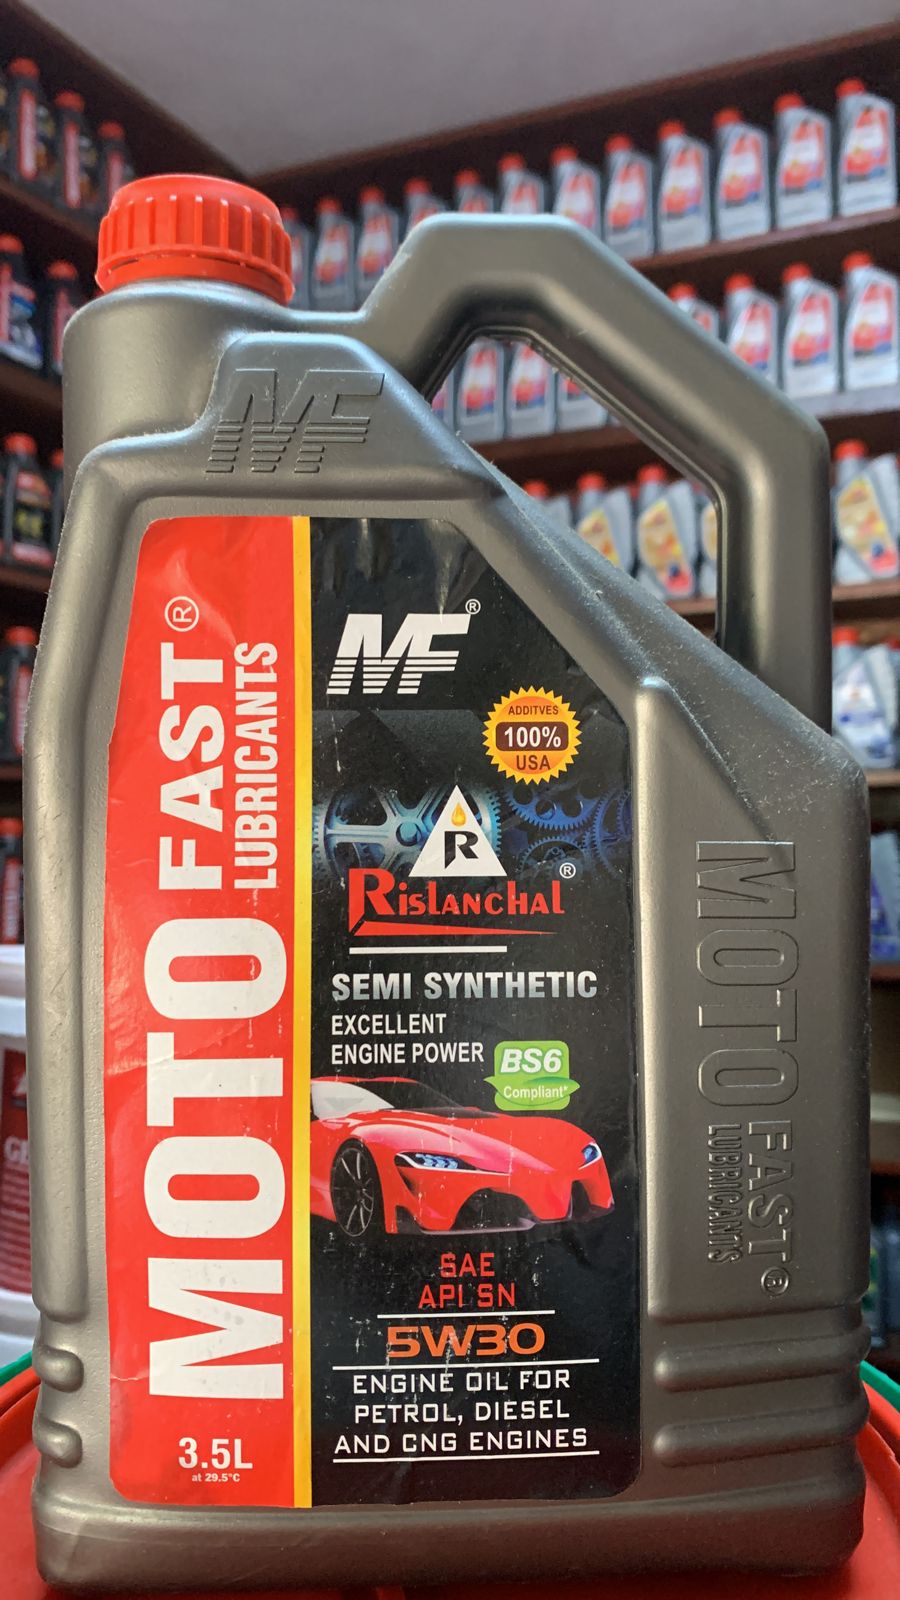 MF
MOTO FAST®
LUBRICANTS
3.5L
at 29.5°C
MF®
ADDITVES
100%
USA
R
RISLANCHAL®
SEMI SYNTHETIC
EXCELLENT
ENGINE POWER
BS6
Compliant*
SAE
API SN
5W30
ENGINE OIL FOR
PETROL, DIESEL
AND CNG ENGINES
MOTO FAST®
LUBRICANTS